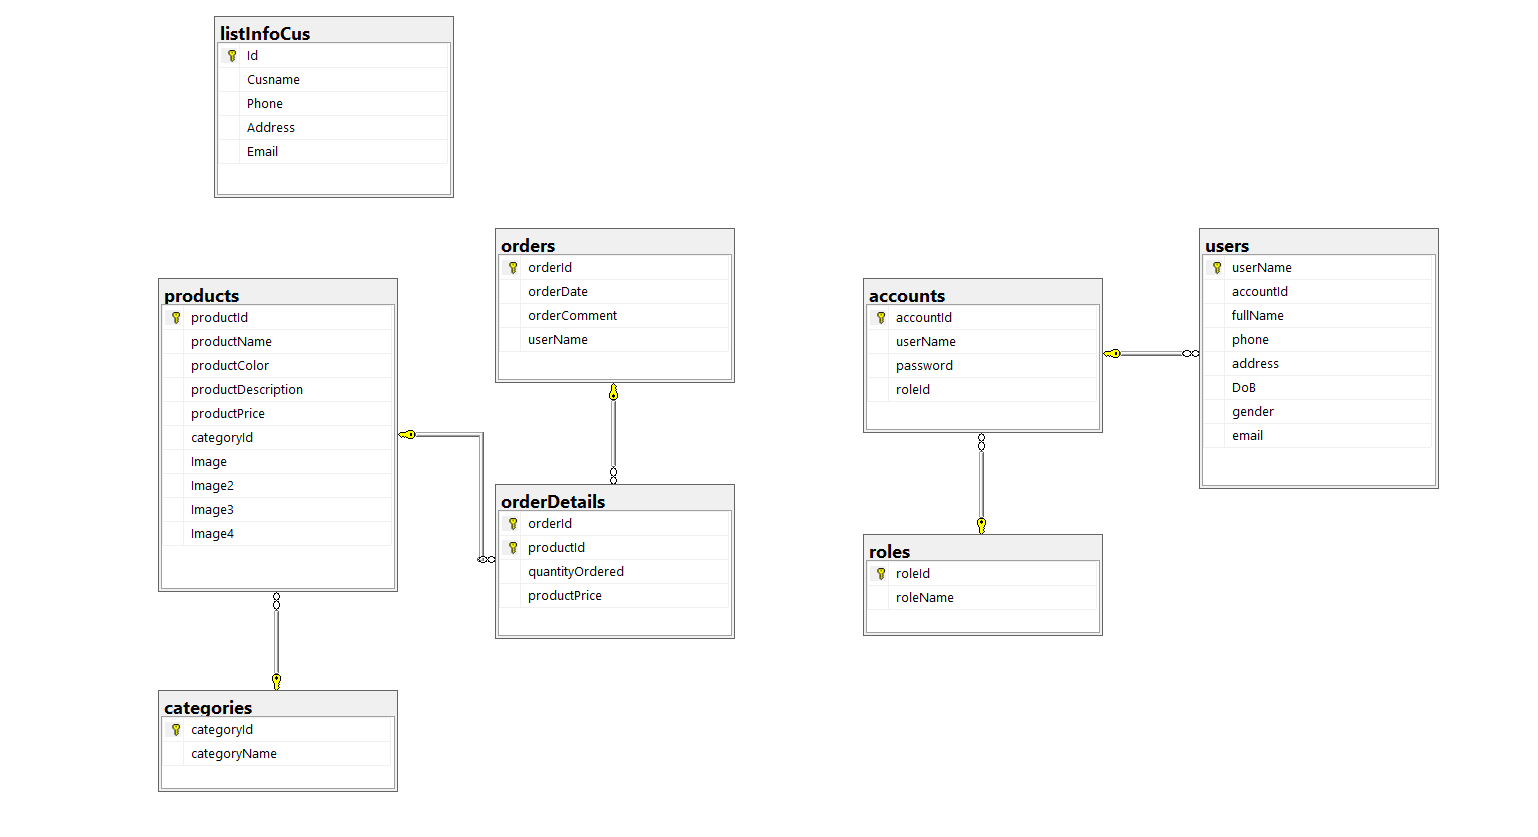 listInfoCus
Id
Cusname
Phone
Address
Email
orders
orderId
orderDate
orderComment
userName
products
productId
productName
productColor
productDescription
productPrice
categoryId
Image
Image2
Image3
Image4
orderDetails
orderId
productId
quantityOrdered
productPrice
categories
categoryId
categoryName
accounts
accountId
userName
password
roleId
users
userName
accountId
fullName
phone
address
DoB
gender
email
roles
roleId
roleName